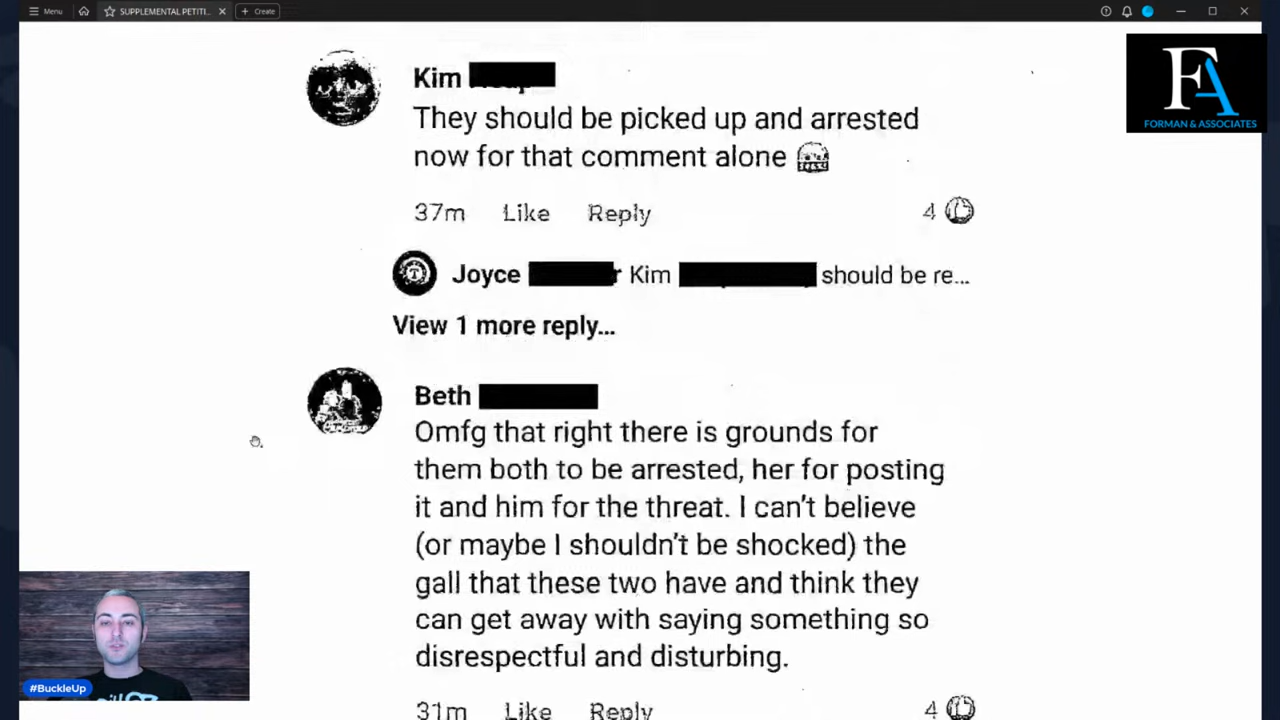 Menu
SUPPLEMENTAL PETITI...
Create
FA
FORMAN & ASSOCIATES
Kim
They should be picked up and arrested
now for that comment alone
37m Like Reply 4
Joyce Kim should be re...
View 1 more reply...
Beth
Omfg that right there is grounds for
them both to be arrested, her for posting
it and him for the threat. I can't believe
(or maybe I shouldn't be shocked) the
gall that these two have and think they
can get away with saying something so
disrespectful and disturbing.
31m Like Reply 4
#BuckleUp